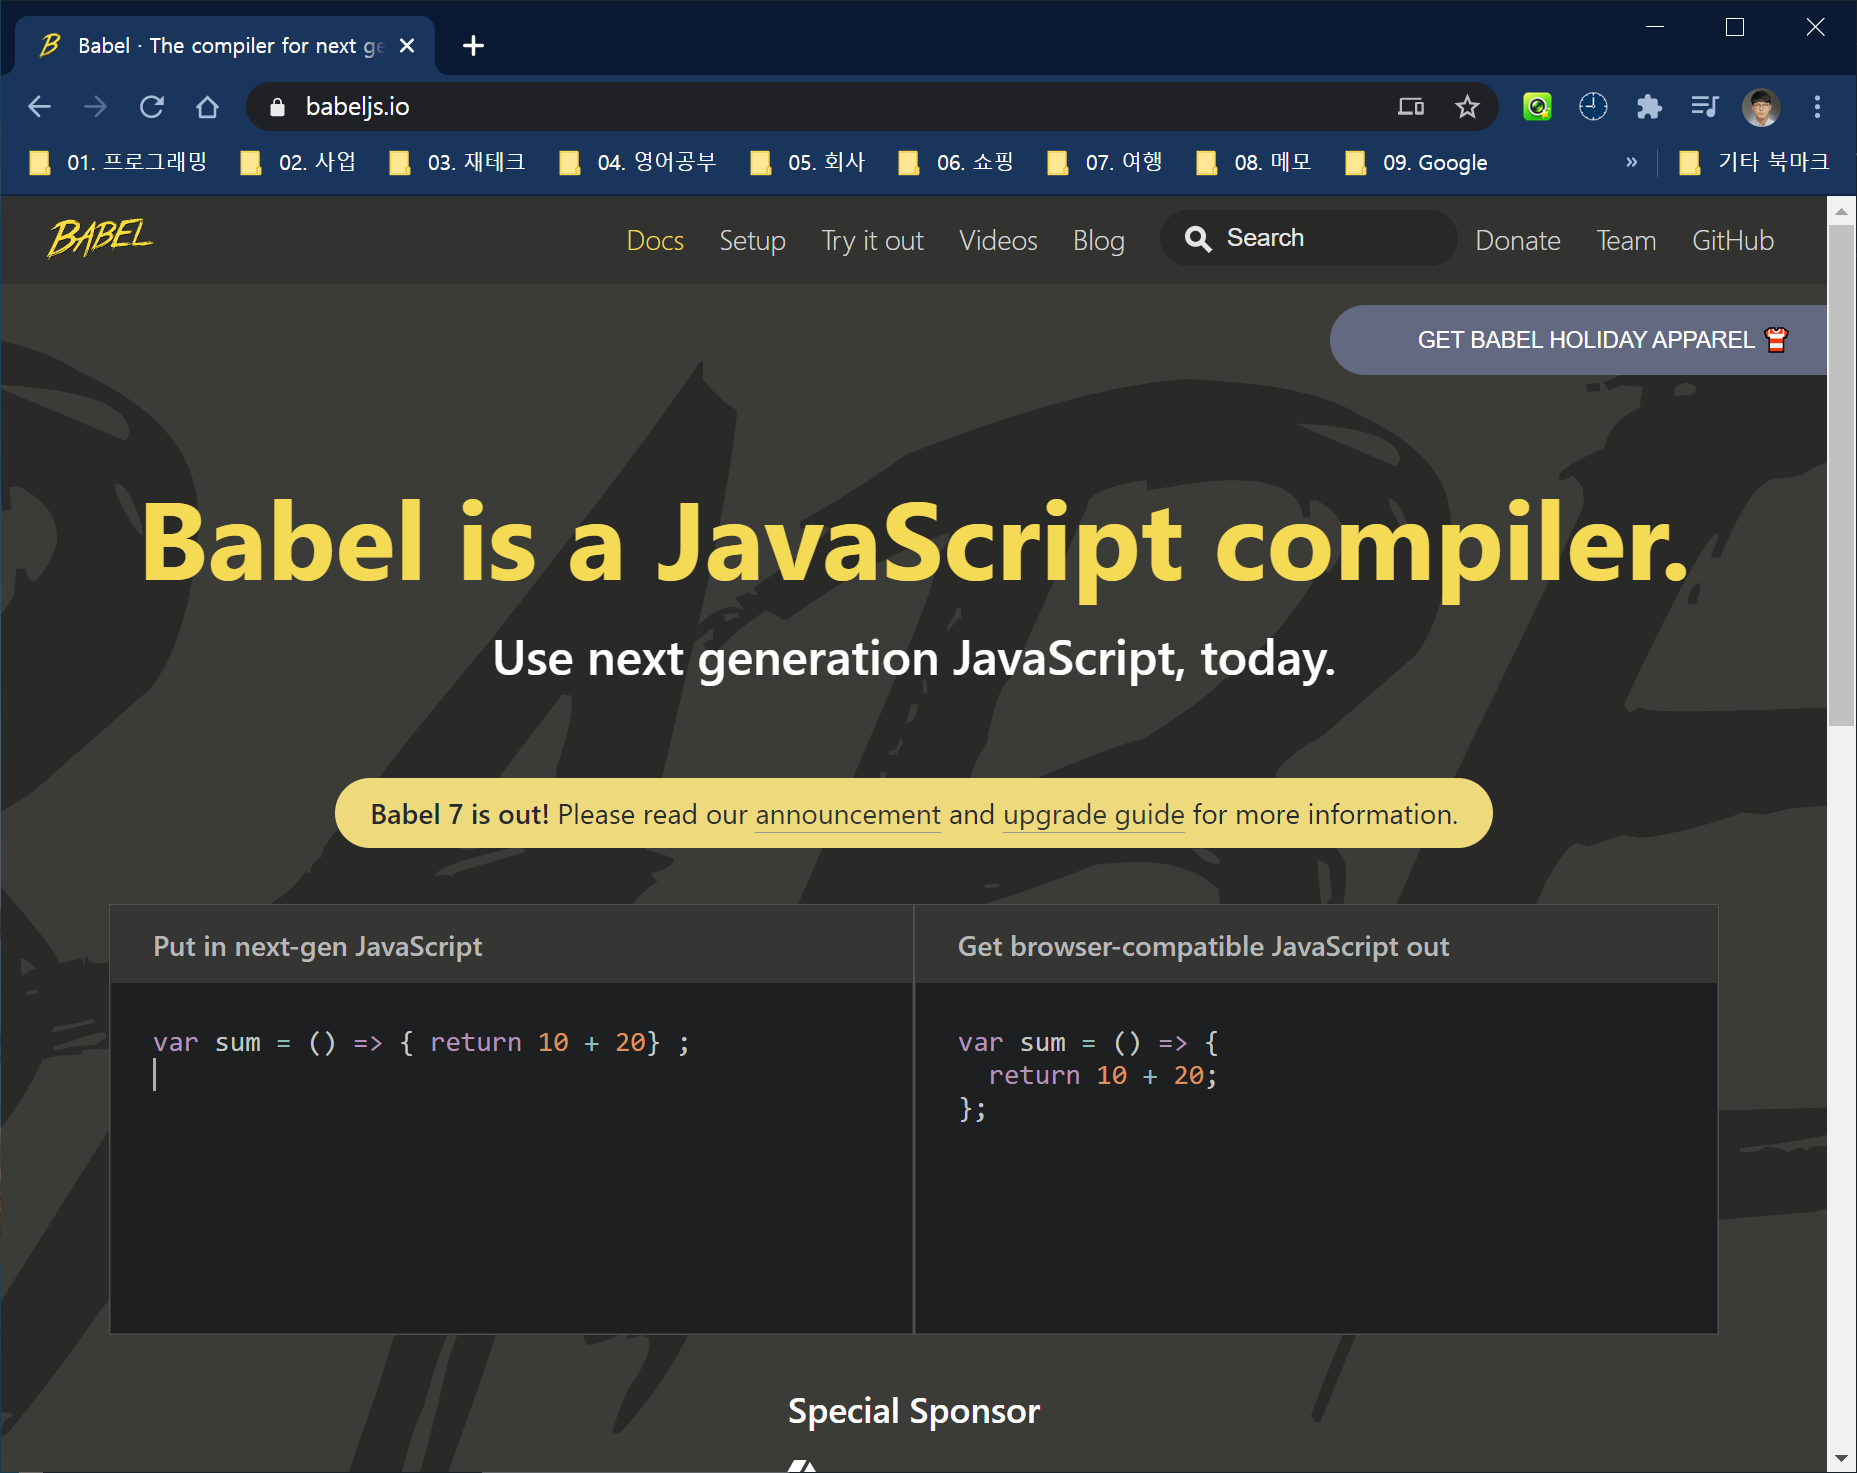 Babel · The compiler for next ge
babeljs.io
01. 프로그래밍 02. 사업 03. 재테크 04. 영어공부 05. 회사 06. 쇼핑 07. 여행 08. 메모 09. Google » 기타 북마크
BABEL Docs Setup Try it out Videos Blog Search Donate Team GitHub
GET BABEL HOLIDAY APPAREL
Babel is a JavaScript compiler.
Use next generation JavaScript, today.
Babel 7 is out! Please read our announcement and upgrade guide for more information.
Put in next-gen JavaScript
var sum = () => { return 10 + 20} ;
Get browser-compatible JavaScript out
var sum = () => {
  return 10 + 20;
};
Special Sponsor